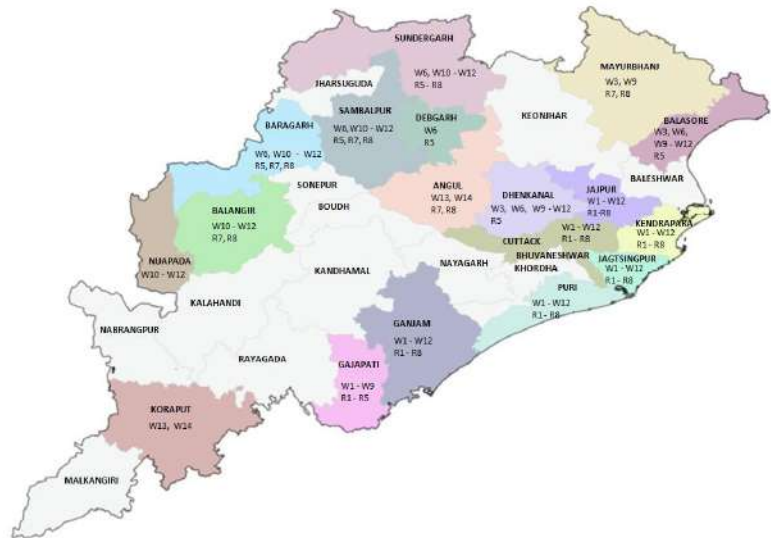 SUNDERGARH
W6, W10 - W12
R5 - R8
JHARSUGUDA
MAYURBHANJ
W3, W9
R7, R8
SAMBALPUR
W6, W10 - W12
R5, R7, R8
DEBGARH
W6
R5
KEONJHAR
BALASORE
W3, W6,
W9 - W12
R5
BARAGARH
W6, W10 - W12
R5, R7, R8
SONEPUR
BOUDH
ANGUL
W13, W14
R7, R8
DHENKANAL
W3, W6, W9 - W12
R5
JAJPUR
W1 - W12
R1-R8
BALESHWAR
BALANGIR
W10 - W12
R7, R8
NUAPADA
W10 - W12
CUTTACK
W1 - W12
R1 - R8
KENDRAPARA
W1 - W12
R1 - R8
BHUVANESHWAR
KHORDHA
JAGTSINGPUR
W1 - W12
R1 - R8
NAYAGARH
KANDHAMAL
KALAHANDI
PURI
W1 - W12
R1 - R8
NABRANGPUR
RAYAGADA
GANJAM
W1 - W12
R1 - R8
GAJAPATI
W1 - W9
R1 - R5
KORAPUT
W13, W14
MALKANGIRI